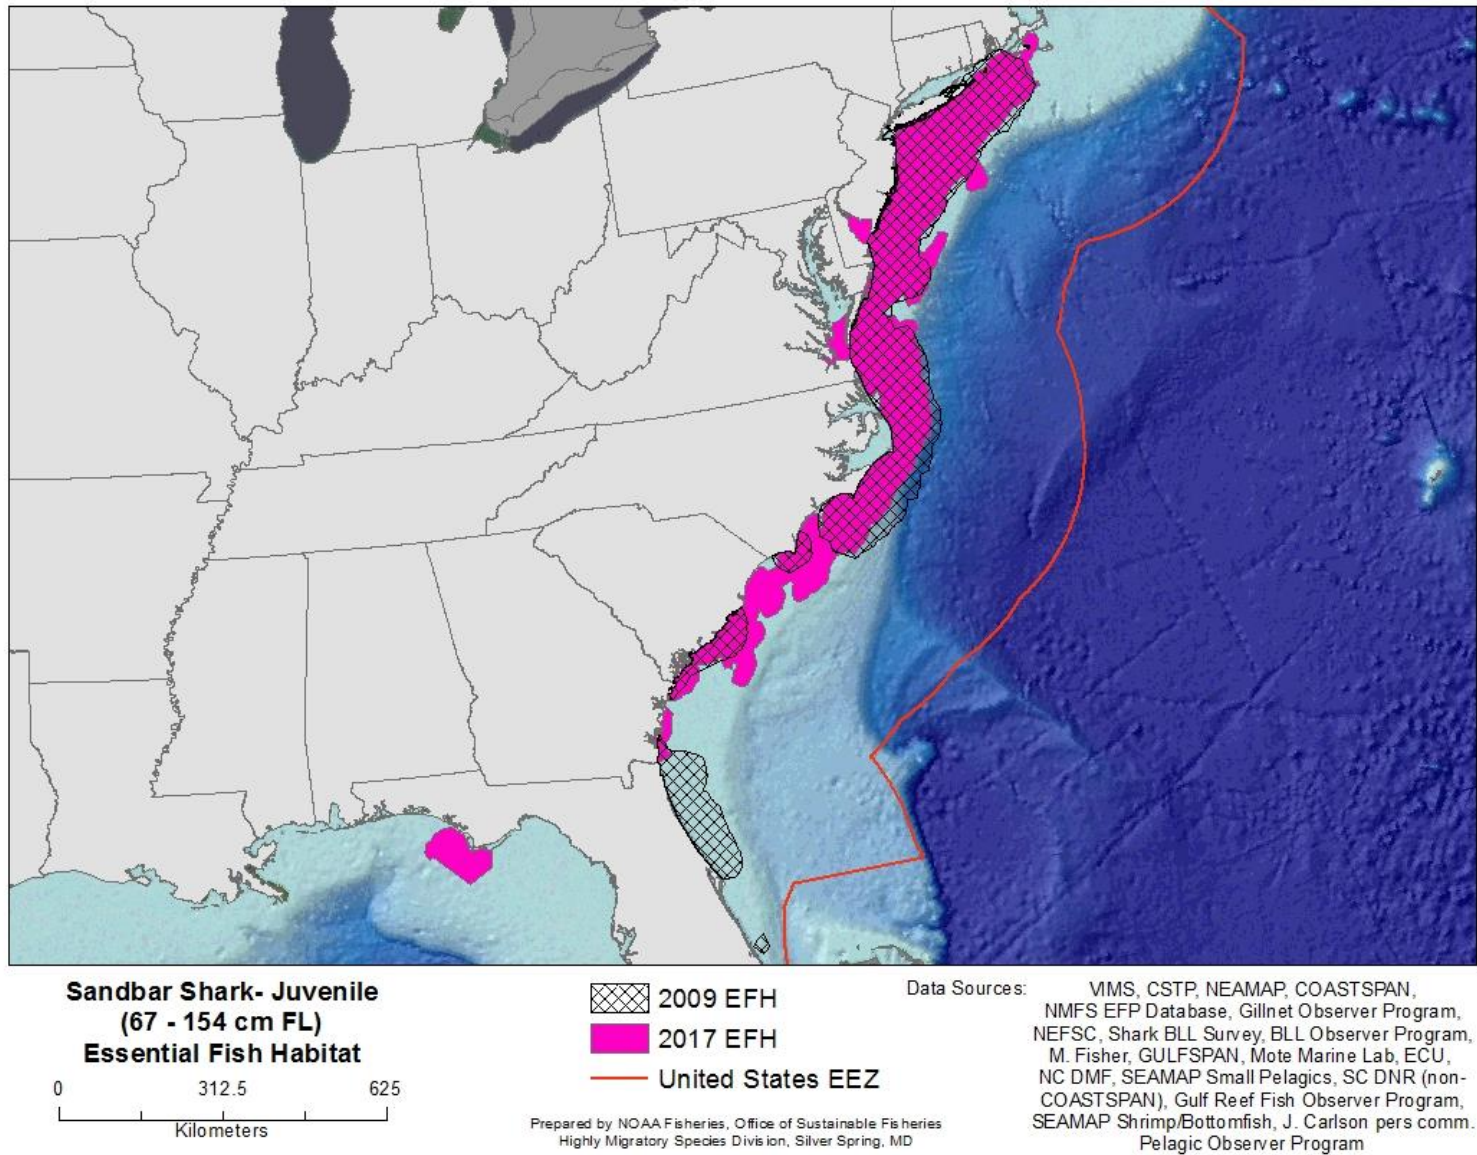 Sandbar Shark- Juvenile
(67 - 154 cm FL)
Essential Fish Habitat
0 312.5 625
Kilometers
2009 EFH
2017 EFH
United States EEZ
Prepared by NOAA Fisheries, Office of Sustainable Fisheries
Highly Migratory Species Division, Silver Spring, MD
Data Sources: VIMS, CSTP, NEAMAP, COASTSPAN,
NMFS EFP Database, Gillnet Observer Program,
NEFSC, Shark BLL Survey, BLL Observer Program,
M. Fisher, GULFSPAN, Mote Marine Lab, ECU,
NC DMF, SEAMAP Small Pelagics, SC DNR (non-
COASTSPAN), Gulf Reef Fish Observer Program,
SEAMAP Shrimp/Bottomfish, J. Carlson pers comm.
Pelagic Observer Program